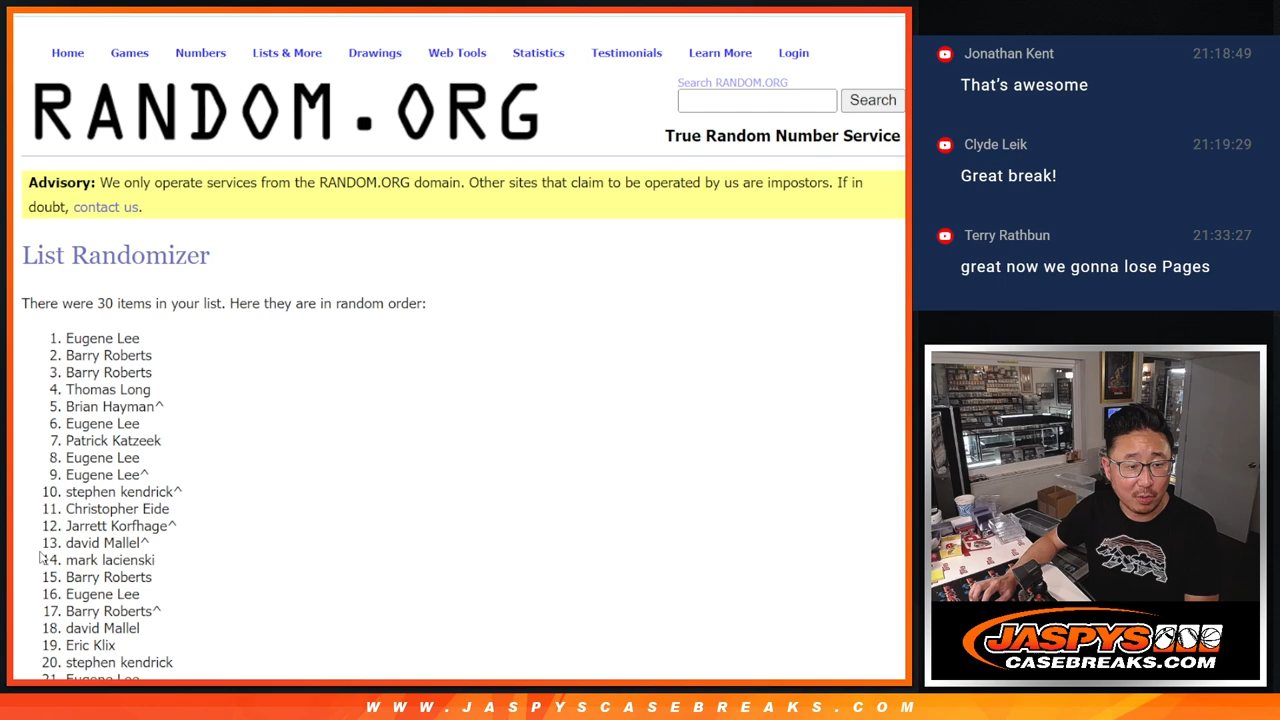 Home Games Numbers Lists & More Drawings Web Tools Statistics Testimonials Learn More Login
RANDOM.ORG
Search RANDOM.ORG
Search
True Random Number Service
Advisory: We only operate services from the RANDOM.ORG domain. Other sites that claim to be operated by us are impostors. If in
doubt, contact us.
List Randomizer
There were 30 items in your list. Here they are in random order:
1. Eugene Lee
2. Barry Roberts
3. Barry Roberts
4. Thomas Long
5. Brian Hayman^
6. Eugene Lee
7. Patrick Katzeek
8. Eugene Lee
9. Eugene Lee^
10. stephen kendrick^
11. Christopher Eide
12. Jarrett Korfhage^
13. david Mallel^
14. mark lacienski
15. Barry Roberts
16. Eugene Lee
17. Barry Roberts^
18. david Mallel
19. Eric Klix
20. stephen kendrick
21. Eugene Lee
Jonathan Kent 21:18:49
That's awesome
Clyde Leik 21:19:29
Great break!
Terry Rathbun 21:33:27
great now we gonna lose Pages
JASPYS
CASEBREAKS.COM
WWW.JASPYSCASEBREAKS.COM